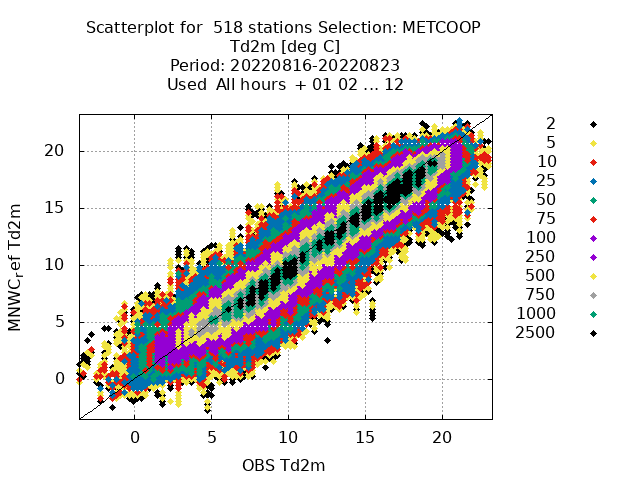 Scatterplot for  518 stations Selection: METCOOP
Td2m [deg C]
Period: 20220816-20220823
Used  All hours  + 01 02 ... 12
MNWC,ref Td2m
20
15
10
5
0
0 5 10 15 20
OBS Td2m
2
5
10
25
50
75
100
250
500
750
1000
2500